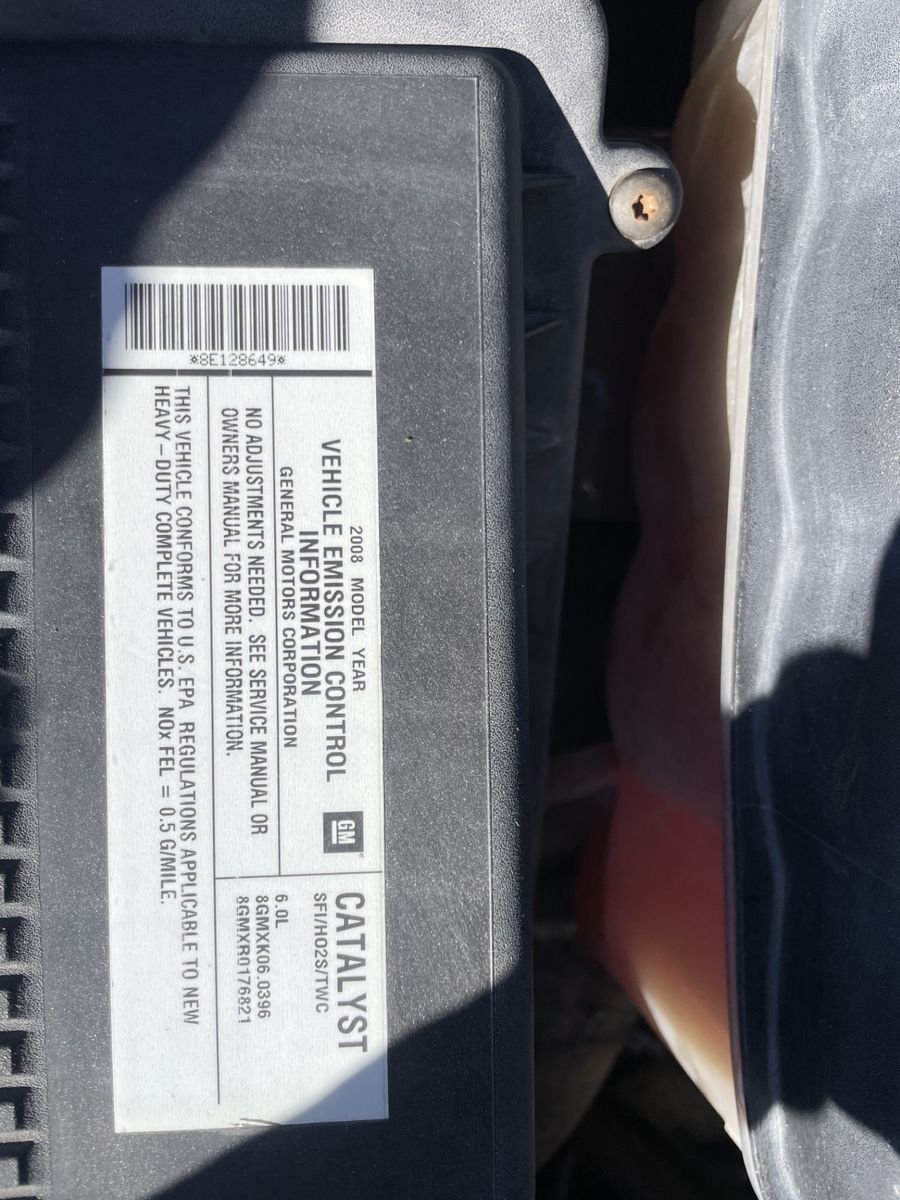 *8E128649*
2008 MODEL YEAR
VEHICLE EMISSION CONTROL
INFORMATION
GENERAL MOTORS CORPORATION
GM
NO ADJUSTMENTS NEEDED. SEE SERVICE MANUAL OR
OWNERS MANUAL FOR MORE INFORMATION.
CATALYST
SFI/HO2S/TWC
6.0L
8GMXK06.0396
8GMXR0176821
THIS VEHICLE CONFORMS TO U.S. EPA REGULATIONS APPLICABLE TO NEW
HEAVY-DUTY COMPLETE VEHICLES. NOx FEL = 0.5 G/MILE.